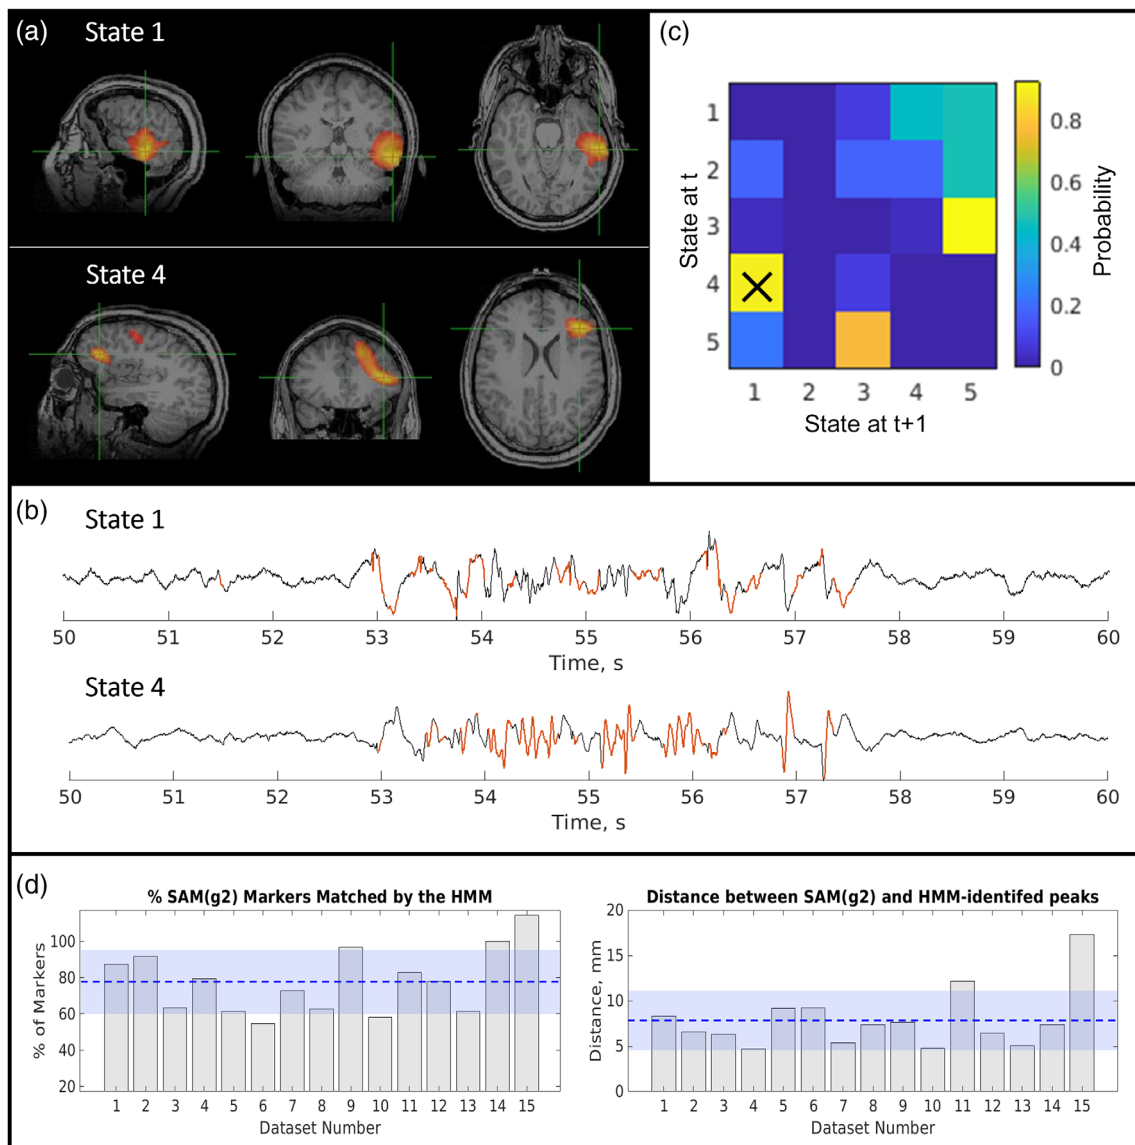 (a)
State 1
State 4
(c)
State at t
1
2
3
4
5
1 2 3 4 5
State at t+1
0.8
0.6
0.4
0.2
0
Probability
(b)
State 1
50 51 52 53 54 55 56 57 58 59 60
Time, s
State 4
50 51 52 53 54 55 56 57 58 59 60
Time, s
(d)
% SAM(g2) Markers Matched by the HMM
% of Markers
100
80
60
40
20
1 2 3 4 5 6 7 8 9 10 11 12 13 14 15
Dataset Number
Distance between SAM(g2) and HMM-identifed peaks
Distance, mm
20
15
10
5
0
1 2 3 4 5 6 7 8 9 10 11 12 13 14 15
Dataset Number